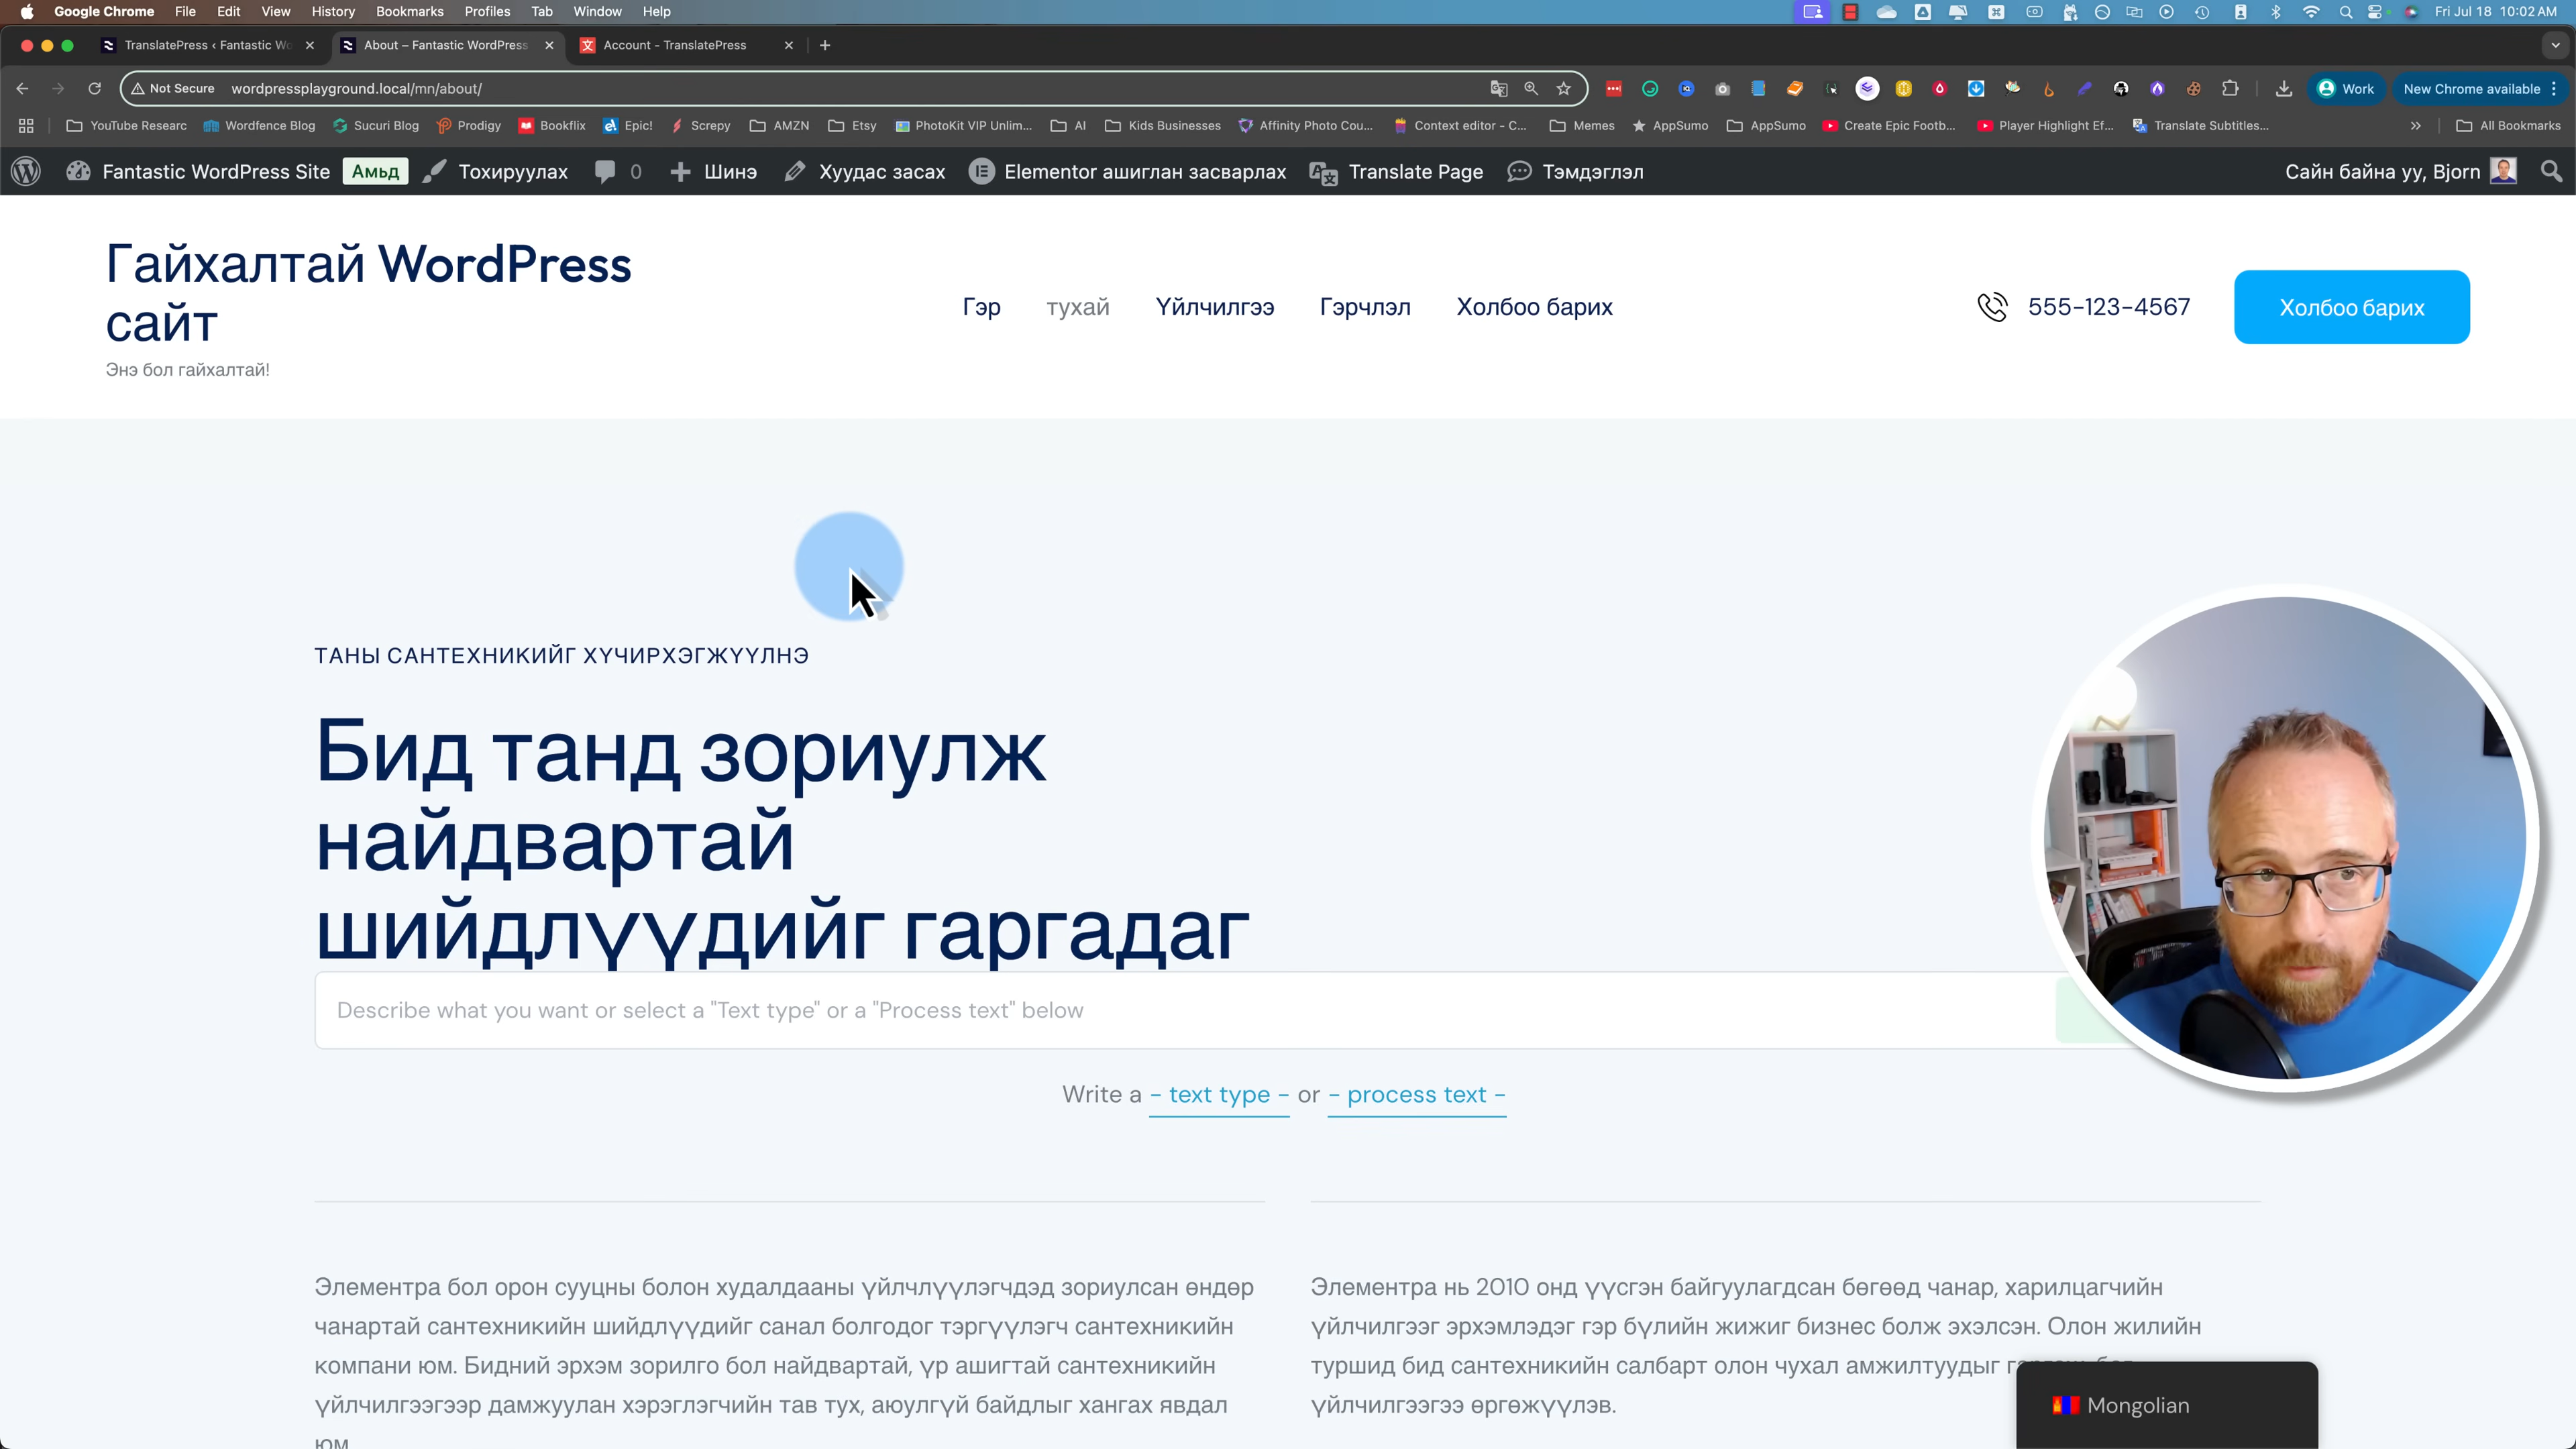 Google Chrome File Edit View History Bookmarks Profiles Tab Window Help Fri Jul 18 10:02 AM
TranslatePress ‹ Fantastic Wo About – Fantastic WordPress Account - TranslatePress
Not Secure wordpressplayground.local/mn/about/ Work New Chrome available
YouTube Researc Wordfence Blog Sucuri Blog Prodigy Bookflix Epic! Screpy AMZN Etsy PhotoKit VIP Unlim... AI Kids Businesses Affinity Photo Cou... Context editor - C... Memes AppSumo AppSumo Create Epic Footb... Player Highlight Ef... Translate Subtitles... » All Bookmarks
Fantastic WordPress Site Амьд Тохируулах 0 Шинэ Хуудас засах Elementor ашиглан засварлах Translate Page Тэмдэглэл Сайн байна уу, Bjorn
Гайхалтай WordPress
сайт
Энэ бол гайхалтай!
Гэр тухай Үйлчилгээ Гэрчлэл Холбоо барих
555-123-4567 Холбоо барих
ТАНЫ САНТЕХНИКИЙГ ХҮЧИРХЭГЖҮҮЛНЭ
Бид танд зориулж
найдвартай
шийдлүүдийг гаргадаг
Describe what you want or select a "Text type" or a "Process text" below
Write a - text type - or - process text -
Элементра бол орон сууцны болон худалдааны үйлчлүүлэгчдэд зориулсан өндөр
чанартай сантехникийн шийдлүүдийг санал болгодог тэргүүлэгч сантехникийн
компани юм. Бидний эрхэм зорилго бол найдвартай, үр ашигтай сантехникийн
үйлчилгээгээр дамжуулан хэрэглэгчийн тав тух, аюулгүй байдлыг хангах явдал
юм.
Элементра нь 2010 онд үүсгэн байгуулагдсан бөгөөд чанар, харилцагчийн
үйлчилгээг эрхэмлэдэг гэр бүлийн жижиг бизнес болж эхэлсэн. Олон жилийн
туршид бид сантехникийн салбарт олон чухал амжилтуудыг
үйлчилгээгээ өргөжүүлэв.
Mongolian